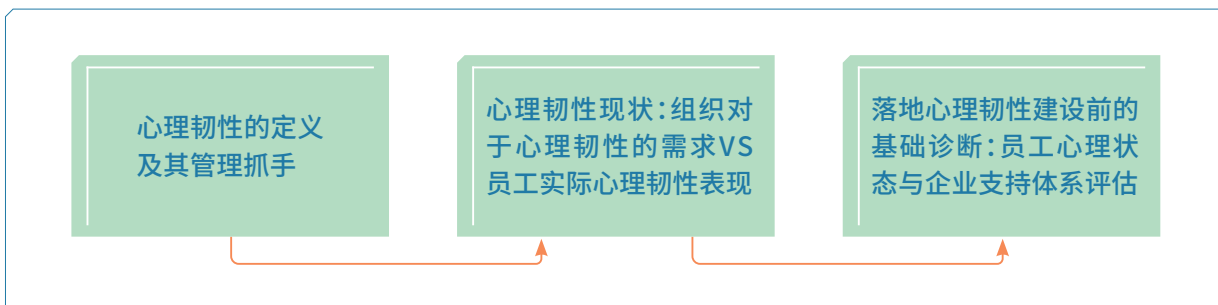 心理韧性的定义
及其管理抓手
心理韧性现状:组织对
于心理韧性的需求VS
员工实际心理韧性表现
落地心理韧性建设前的
基础诊断:员工心理状
态与企业支持体系评估